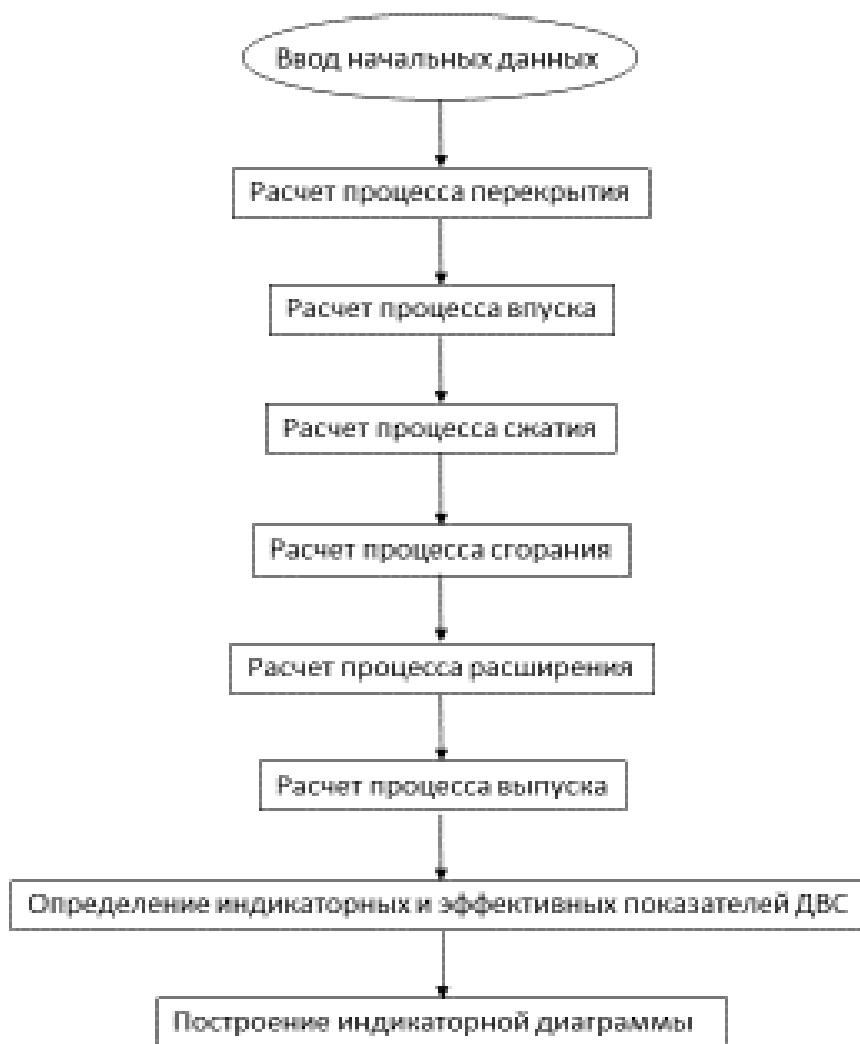 Ввод начальных данных
Расчет процесса перекрытия
Расчет процесса впуска
Расчет процесса сжатия
Расчет процесса сгорания
Расчет процесса расширения
Расчет процесса выпуска
Определение индикаторных и эффективных показателей ДВС
Построение индикаторной диаграммы